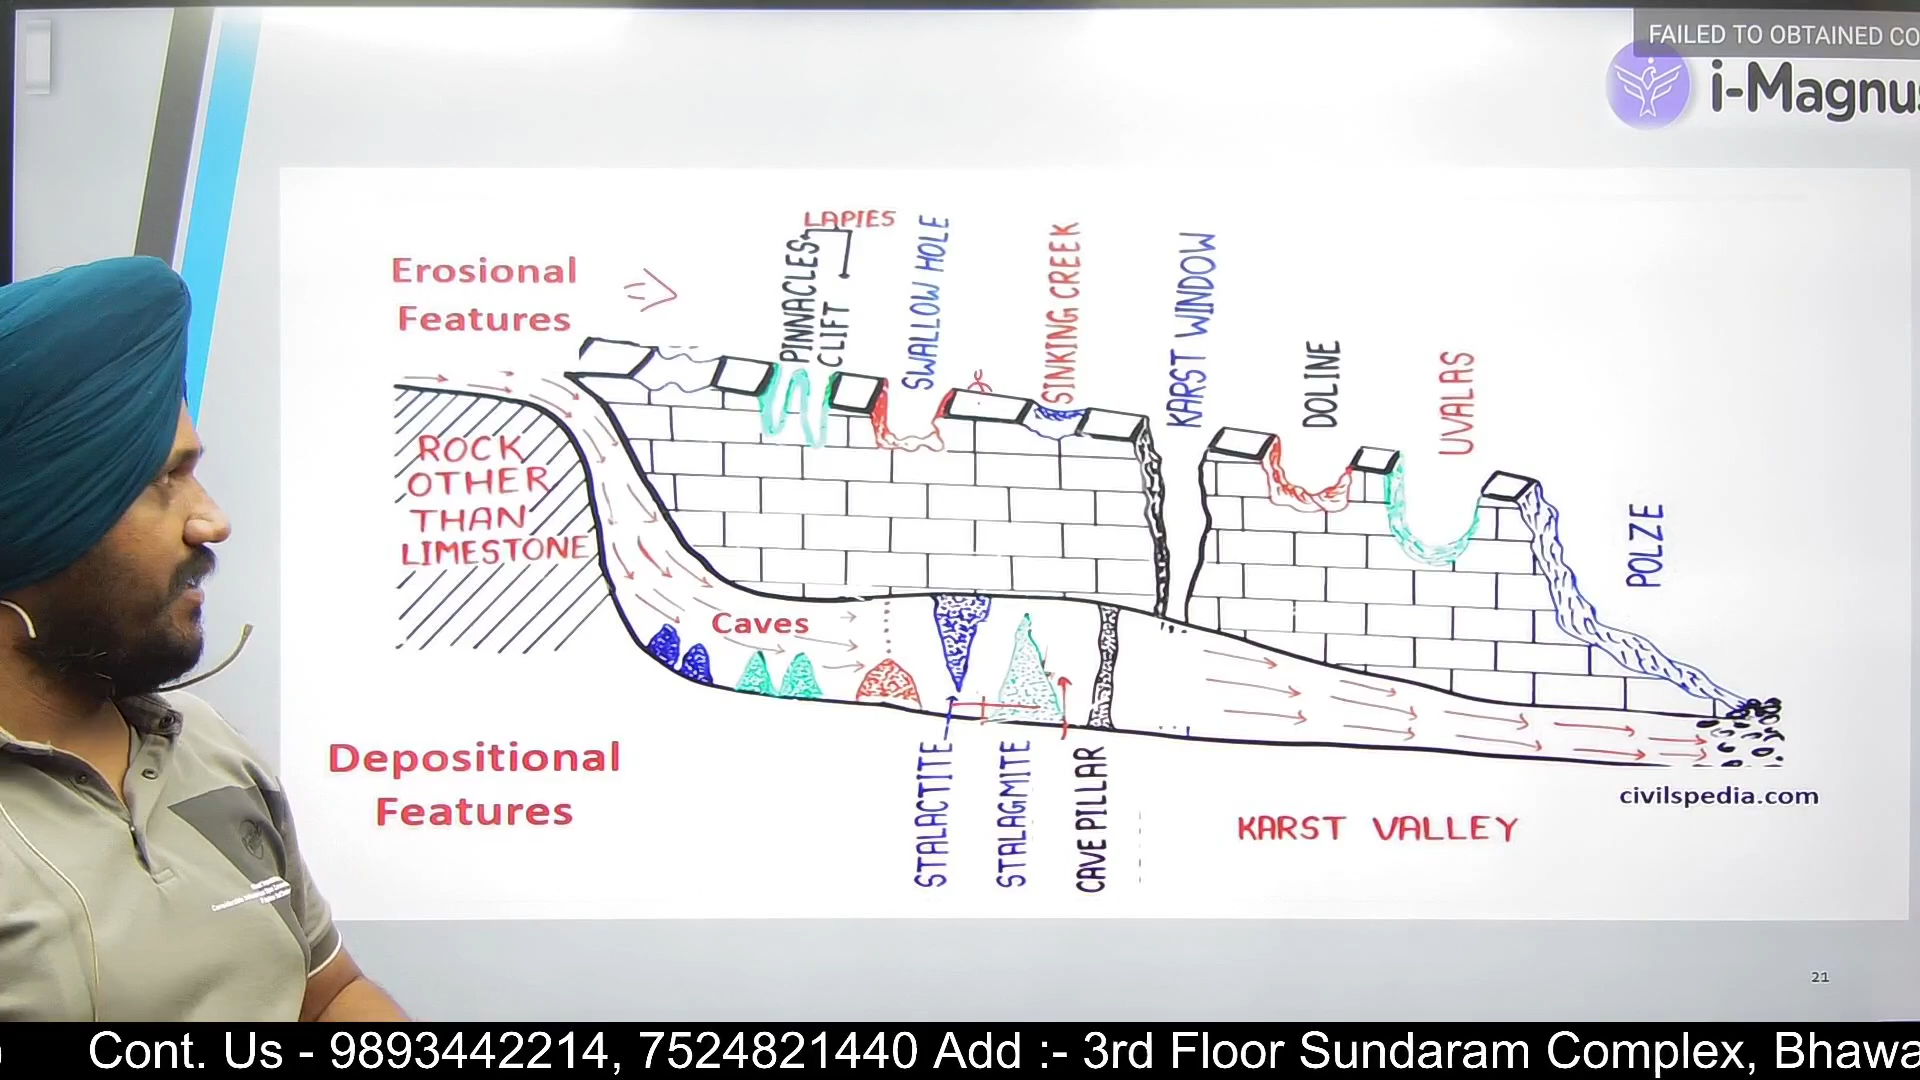 FAILED TO OBTAINED CO
i-Magnus
Erosional
Features
LAPIES
PINNACLES
CLIFT
SWALLOW HOLE
SINKING CREEK
KARST WINDOW
DOLINE
UVALAS
POLZE
ROCK
OTHER
THAN
LIMESTONE
Caves
Depositional
Features
STALACTITE
STALAGMITE
CAVE PILLAR
KARST VALLEY
civilspedia.com
21
Cont. Us - 9893442214, 7524821440 Add :- 3rd Floor Sundaram Complex, Bhawa